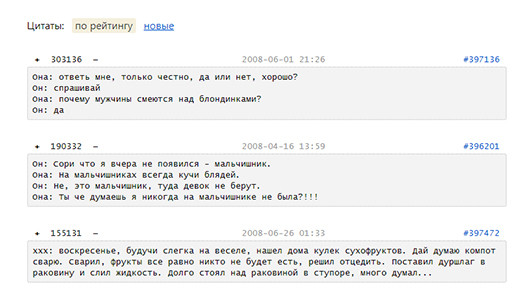 Цитаты: по рейтингу новые
+ 303136 – 2008-06-01 21:26 #397136
Она: ответь мне, только честно, да или нет, хорошо?
Он: спрашивай
Она: почему мужчины смеются над блондинками?
Он: да
+ 190332 – 2008-04-16 13:59 #396201
Он: Сори что я вчера не появился - мальчишник.
Она: На мальчишниках всегда кучи блядей.
Он: Не, это мальчишник, туда девок не берут.
Она: Ты че думаешь я никогда на мальчишнике не была?!!!
+ 155131 – 2008-06-26 01:33 #397472
xxx: воскресенье, будучи слегка на веселе, нашел дома кулек сухофруктов. Дай думаю компот
сварю. Сварил, фрукты все равно никто не будет есть, решил отцедить. Поставил дуршлаг в
раковину и слил жидкость. Долго стоял над раковиной в ступоре, много думал...